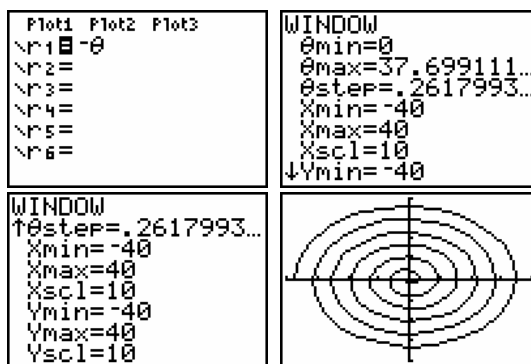 Plot1 Plot2 Plot3
\r1=-θ
\r2=
\r3=
\r4=
\r5=
\r6=
WINDOW
θmin=0
θmax=37.699111…
θstep=.2617993…
Xmin=-40
Xmax=40
Xscl=10
↓Ymin=-40
WINDOW
↑θstep=.2617993…
Xmin=-40
Xmax=40
Xscl=10
Ymin=-40
Ymax=40
Yscl=10